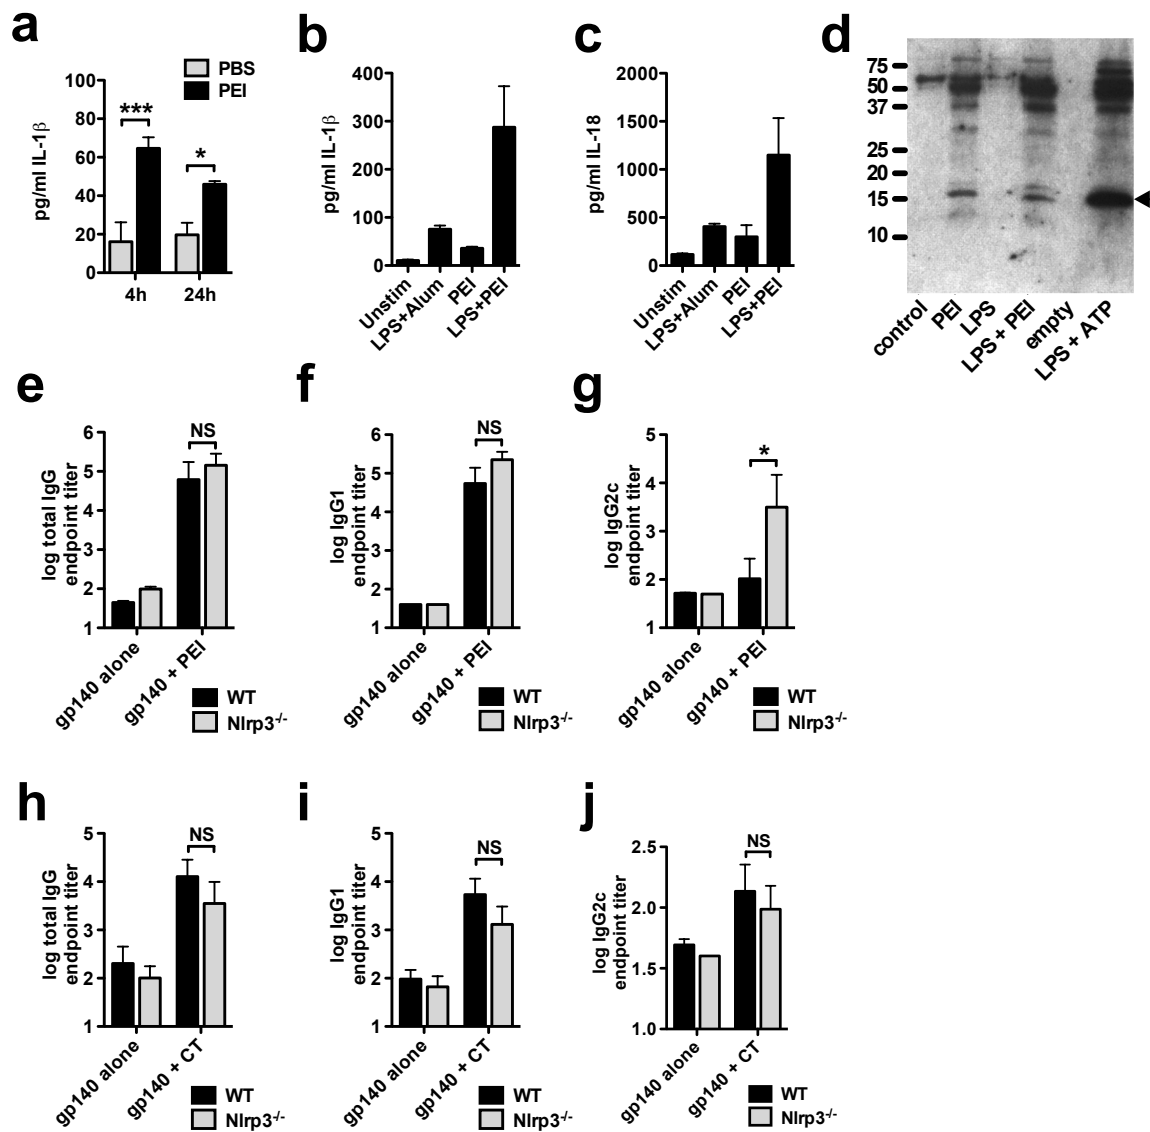 a
PBS
PEI
pg/ml IL-1β
100
80
60
40
20
0
***
*
4h
24h
b
pg/ml IL-1β
400
300
200
100
0
Unstim
LPS+Alum
PEI
LPS+PEI
c
pg/ml IL-18
2000
1500
1000
500
0
Unstim
LPS+Alum
PEI
LPS+PEI
d
75
50
37
25
20
15
10
control
PEI
LPS
LPS + PEI
empty
LPS + ATP
e
log total IgG
endpoint titer
6
5
4
3
2
1
NS
gp140 alone
gp140 + PEI
WT
Nlrp3-/-
f
log IgG1
endpoint titer
6
5
4
3
2
1
NS
gp140 alone
gp140 + PEI
WT
Nlrp3-/-
g
log IgG2c
endpoint titer
5
4
3
2
1
*
gp140 alone
gp140 + PEI
WT
Nlrp3-/-
h
log total IgG
endpoint titer
5
4
3
2
1
NS
gp140 alone
gp140 + CT
WT
Nlrp3-/-
i
log IgG1
endpoint titer
5
4
3
2
1
NS
gp140 alone
gp140 + CT
WT
Nlrp3-/-
j
log IgG2c
endpoint titer
2.5
2.0
1.5
1.0
NS
gp140 alone
gp140 + CT
WT
Nlrp3-/-